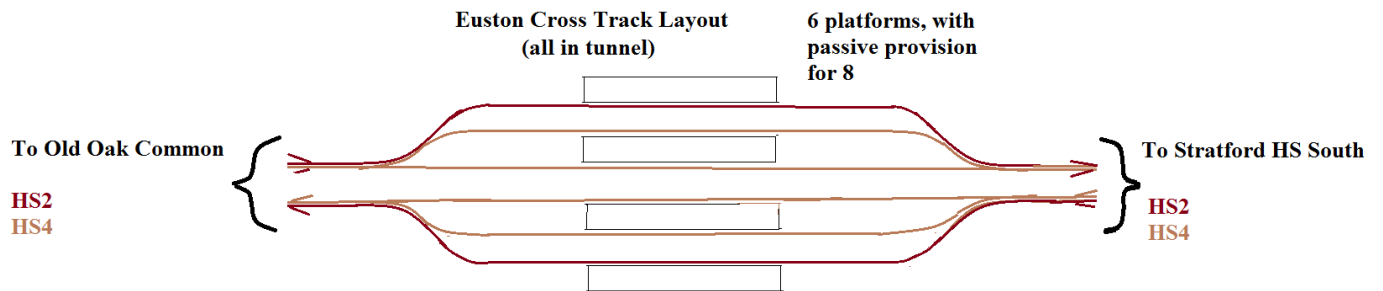 Euston Cross Track Layout
(all in tunnel)
6 platforms, with
passive provision
for 8
To Old Oak Common
HS2
HS4
To Stratford HS South
HS2
HS4